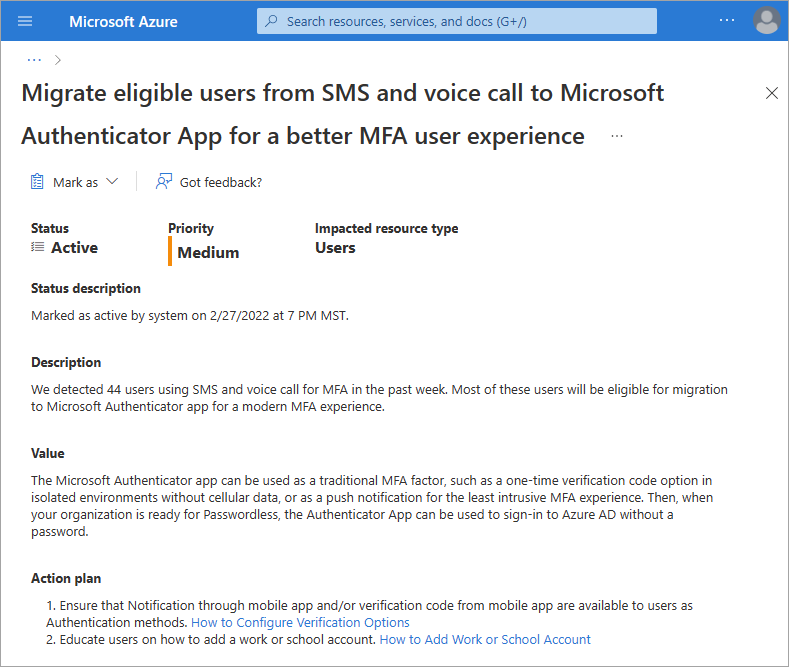 Microsoft Azure
Search resources, services, and docs (G+/)
Migrate eligible users from SMS and voice call to Microsoft
Authenticator App for a better MFA user experience
Mark as
Got feedback?
Status
Priority
Impacted resource type
Active
Medium
Users
Status description
Marked as active by system on 2/27/2022 at 7 PM MST.
Description
We detected 44 users using SMS and voice call for MFA in the past week. Most of these users will be eligible for migration
to Microsoft Authenticator app for a modern MFA experience.
Value
The Microsoft Authenticator app can be used as a traditional MFA factor, such as a one-time verification code option in
isolated environments without cellular data, or as a push notification for the least intrusive MFA experience. Then, when
your organization is ready for Passwordless, the Authenticator App can be used to sign-in to Azure AD without a
password.
Action plan
1. Ensure that Notification through mobile app and/or verification code from mobile app are available to users as
Authentication methods. How to Configure Verification Options
2. Educate users on how to add a work or school account. How to Add Work or School Account